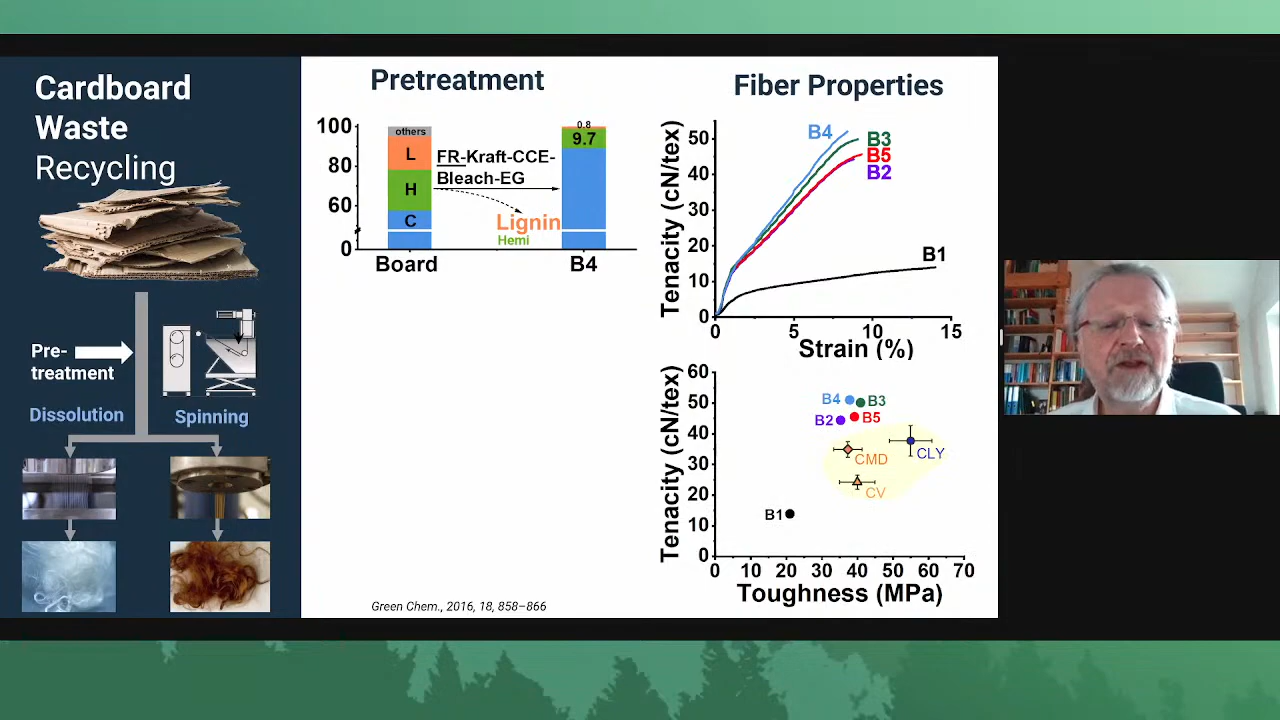 Cardboard
Waste
Recycling
Pre-
treatment
Dissolution
Spinning
Pretreatment
100
80
60
0
others
L
H
C
FR-Kraft-CCE-
Bleach-EG
Lignin
Hemi
0.8
9.7
Board
B4
Green Chem., 2016, 18, 858–866
Fiber Properties
Tenacity (cN/tex)
50
40
30
20
10
0
B4
B3
B5
B2
B1
0
5
10
15
Strain (%)
Tenacity (cN/tex)
60
50
40
30
20
10
0
B4
B3
B2
B5
CLY
CMD
CV
B1
0 10 20 30 40 50 60 70
Toughness (MPa)